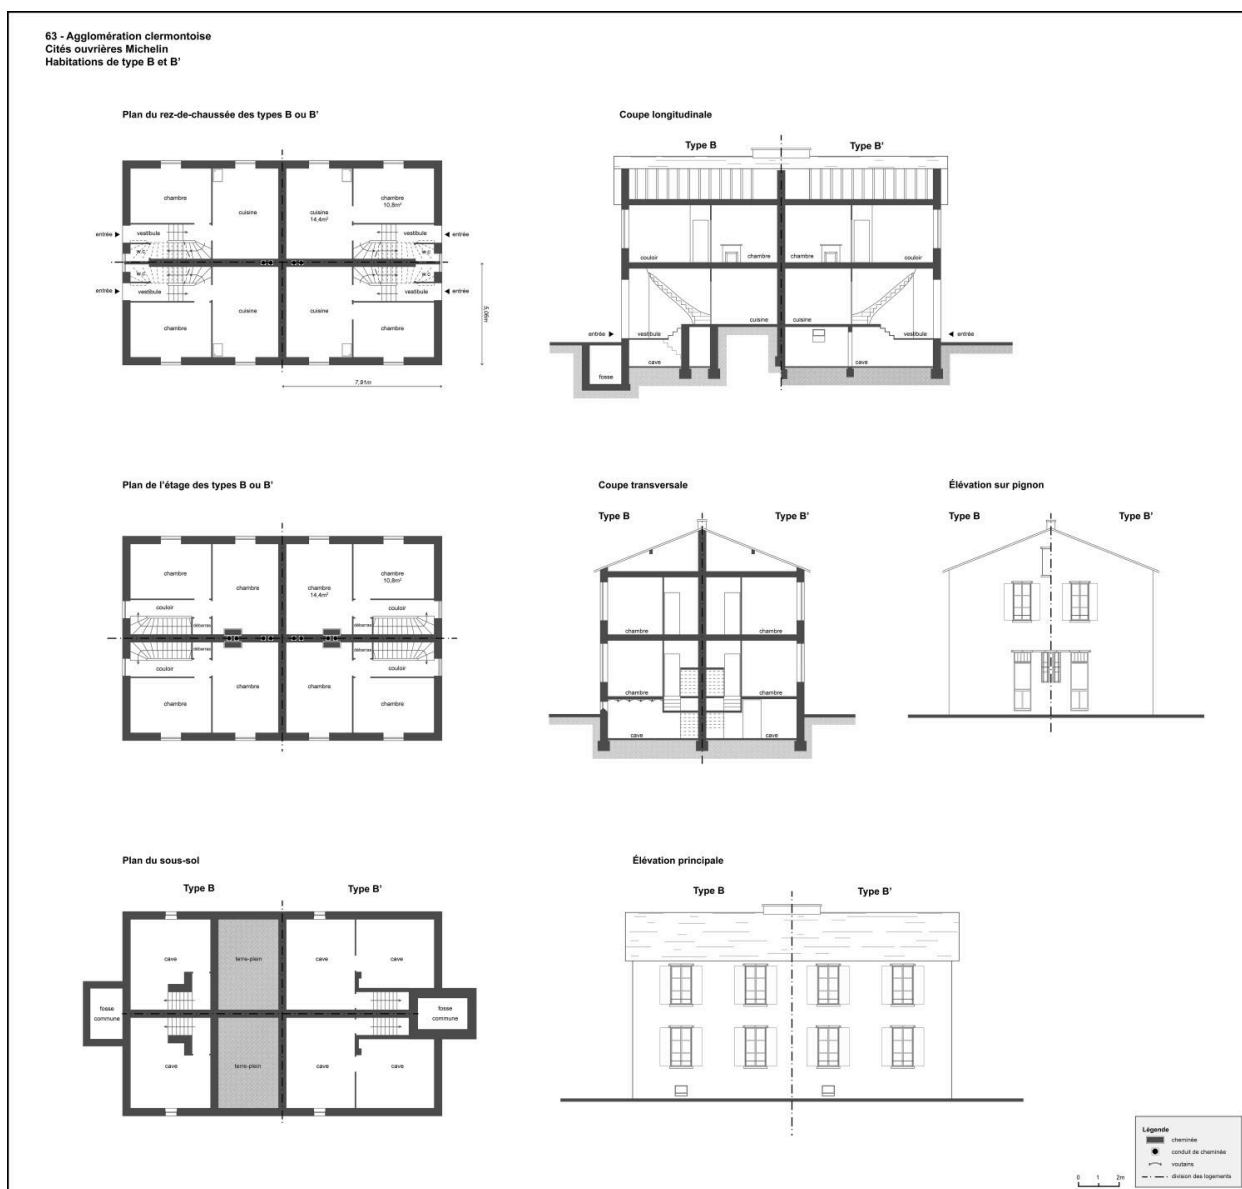 63 - Agglomération clermontoise
Cités ouvrières Michelin
Habitations de type B et B'
Plan du rez-de-chaussée des types B ou B'
chambre
cuisine
cuisine
14,4m²
chambre
10,8m²
entrée
vestibule
vestibule
entrée
w.c
w.c
w.c
w.c
entrée
vestibule
vestibule
entrée
cuisine
cuisine
chambre
chambre
5,06m
7,91m
Coupe longitudinale
Type B
Type B'
couloir
chambre
chambre
couloir
entrée
vestibule
cuisine
cuisine
vestibule
entrée
cave
cave
fosse
Plan de l'étage des types B ou B'
chambre
chambre
chambre
14,4m²
chambre
10,8m²
couloir
couloir
débarras
débarras
débarras
débarras
couloir
couloir
chambre
chambre
chambre
chambre
Coupe transversale
Type B
Type B'
chambre
chambre
chambre
chambre
cave
cave
Élévation sur pignon
Type B
Type B'
Plan du sous-sol
Type B
Type B'
cave
terre-plein
cave
cave
fosse
commune
fosse
commune
cave
terre-plein
cave
cave
Élévation principale
Type B
Type B'
Légende
cheminée
conduit de cheminée
voutains
division des logements
0 1 2m